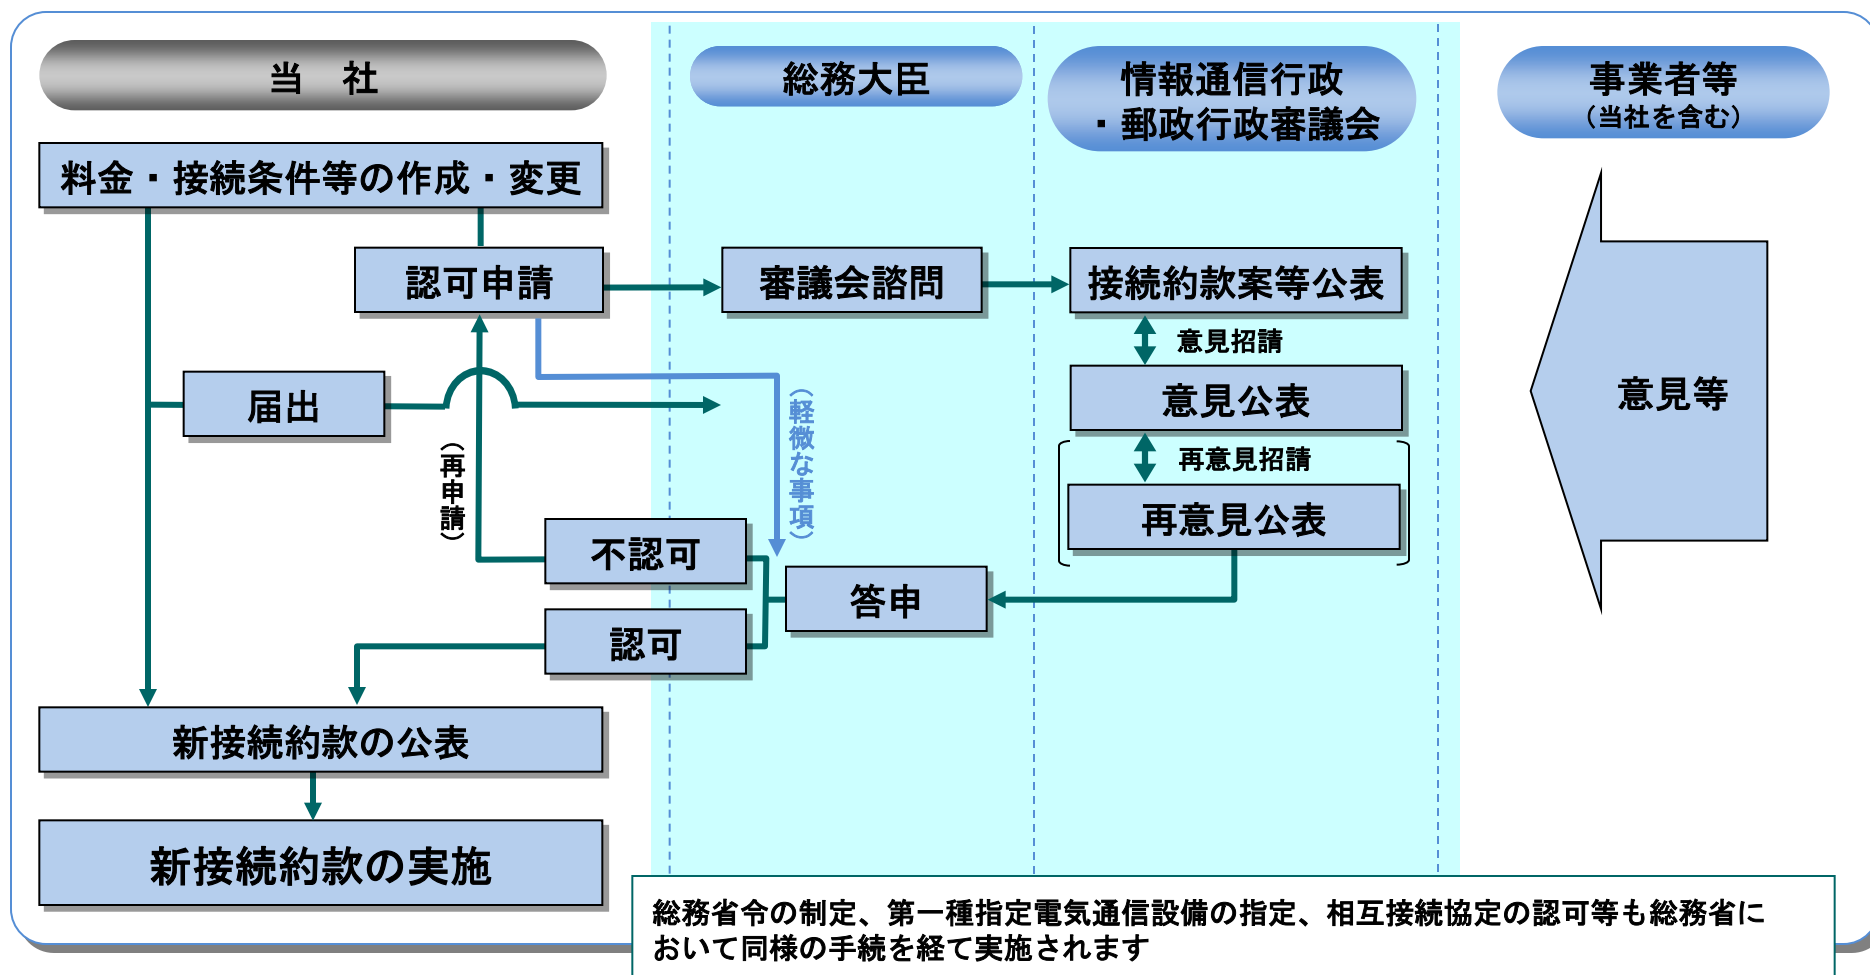 当　社
総務大臣
情報通信行政
・郵政行政審議会
事業者等
（当社を含む）
料金・接続条件等の作成・変更
認可申請
審議会諮問
接続約款案等公表
意見招請
届出
意見公表
意見等
（軽微な事項）
（再申請）
再意見招請
再意見公表
不認可
答申
認可
新接続約款の公表
新接続約款の実施
総務省令の制定、第一種指定電気通信設備の指定、相互接続協定の認可等も総務省に
おいて同様の手続を経て実施されます